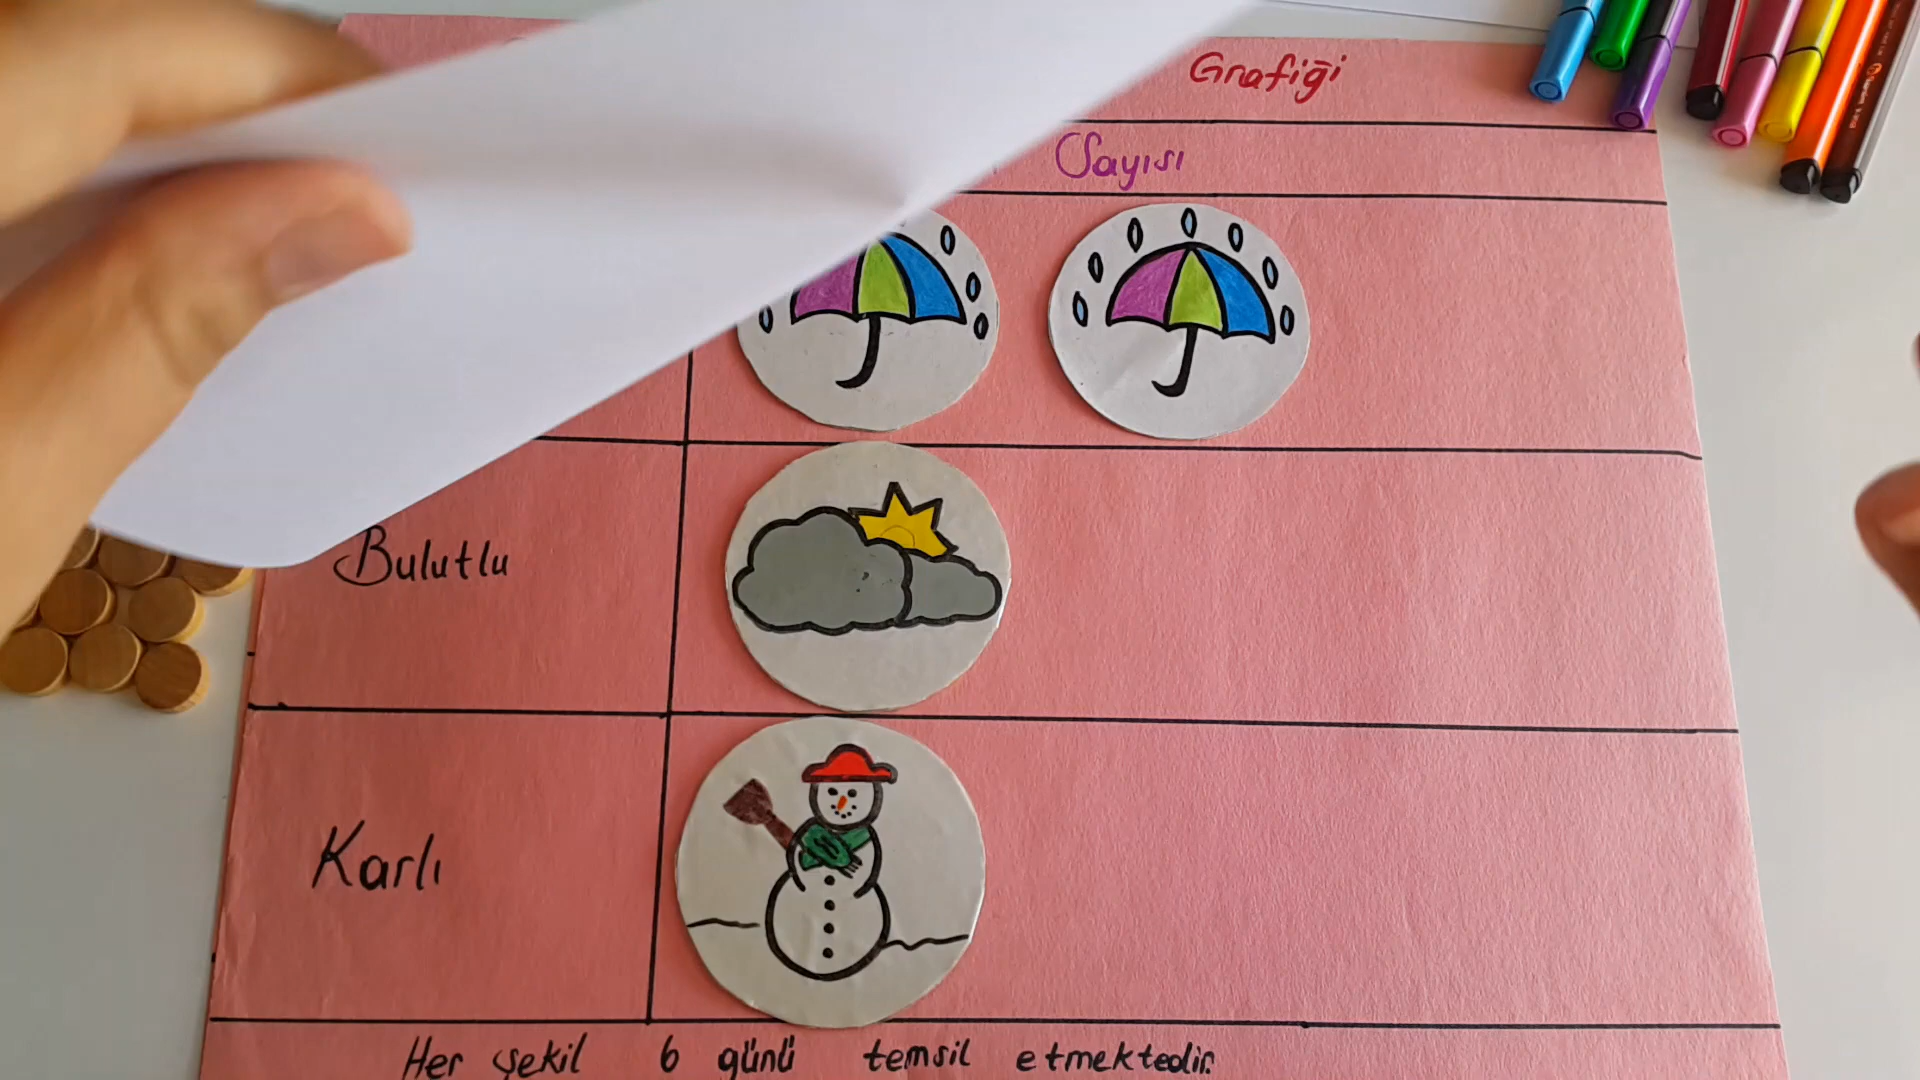 Grafiği
Sayısı
Bulutlu
Karlı
Her şekil 6 günü temsil etmektedir.